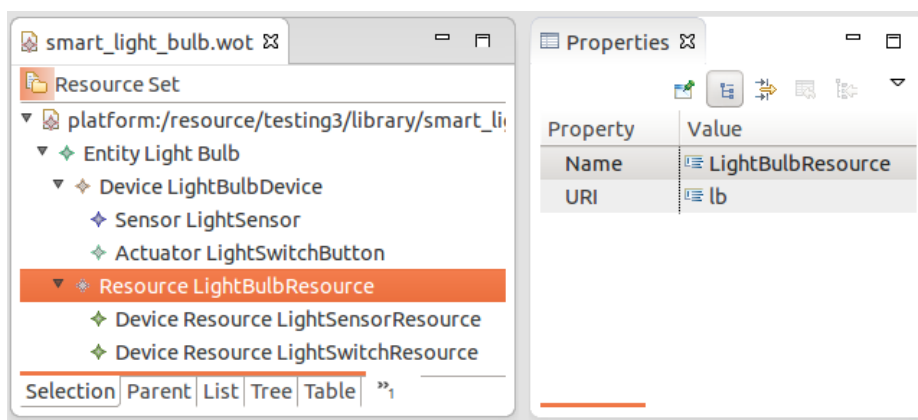 smart_light_bulb.wot
Resource Set
platform:/resource/testing3/library/smart_li
Entity Light Bulb
Device LightBulbDevice
Sensor LightSensor
Actuator LightSwitchButton
Resource LightBulbResource
Device Resource LightSensorResource
Device Resource LightSwitchResource
Selection Parent List Tree Table »1
Properties
Property Value
Name LightBulbResource
URI lb